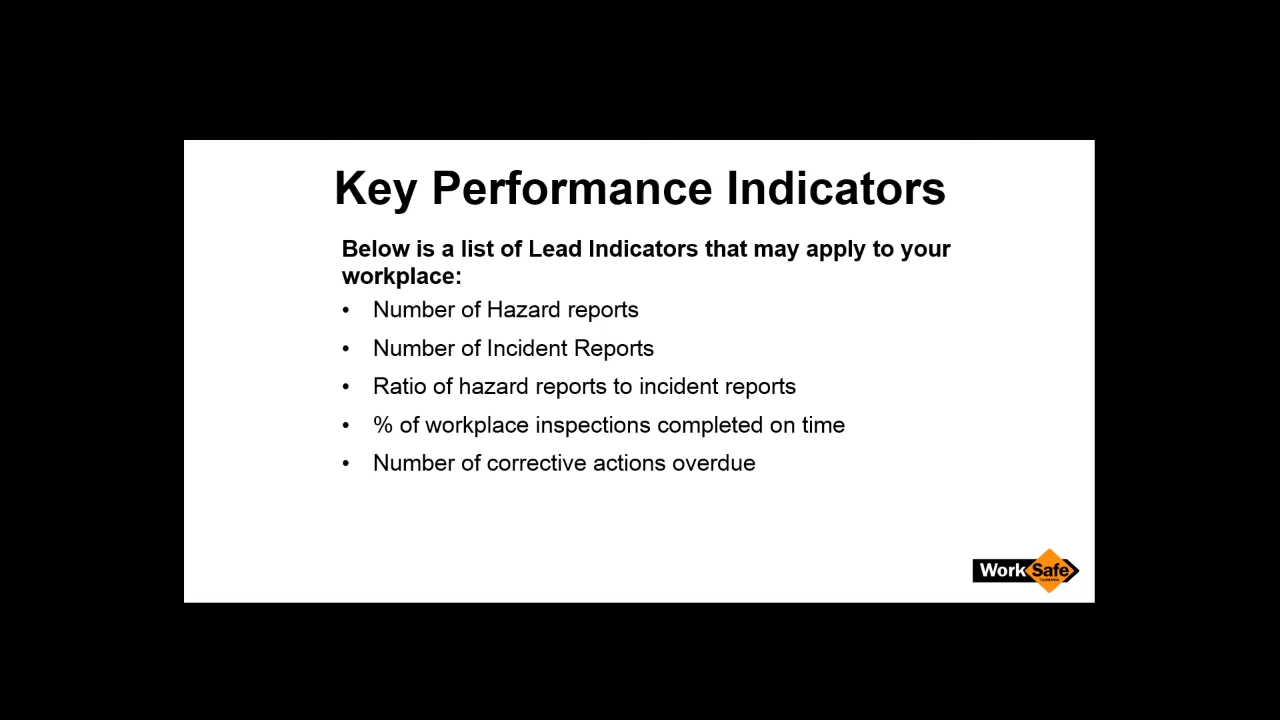 Key Performance Indicators
Below is a list of Lead Indicators that may apply to your
workplace:
• Number of Hazard reports
• Number of Incident Reports
• Ratio of hazard reports to incident reports
• % of workplace inspections completed on time
• Number of corrective actions overdue
WorkSafe
TASMANIA